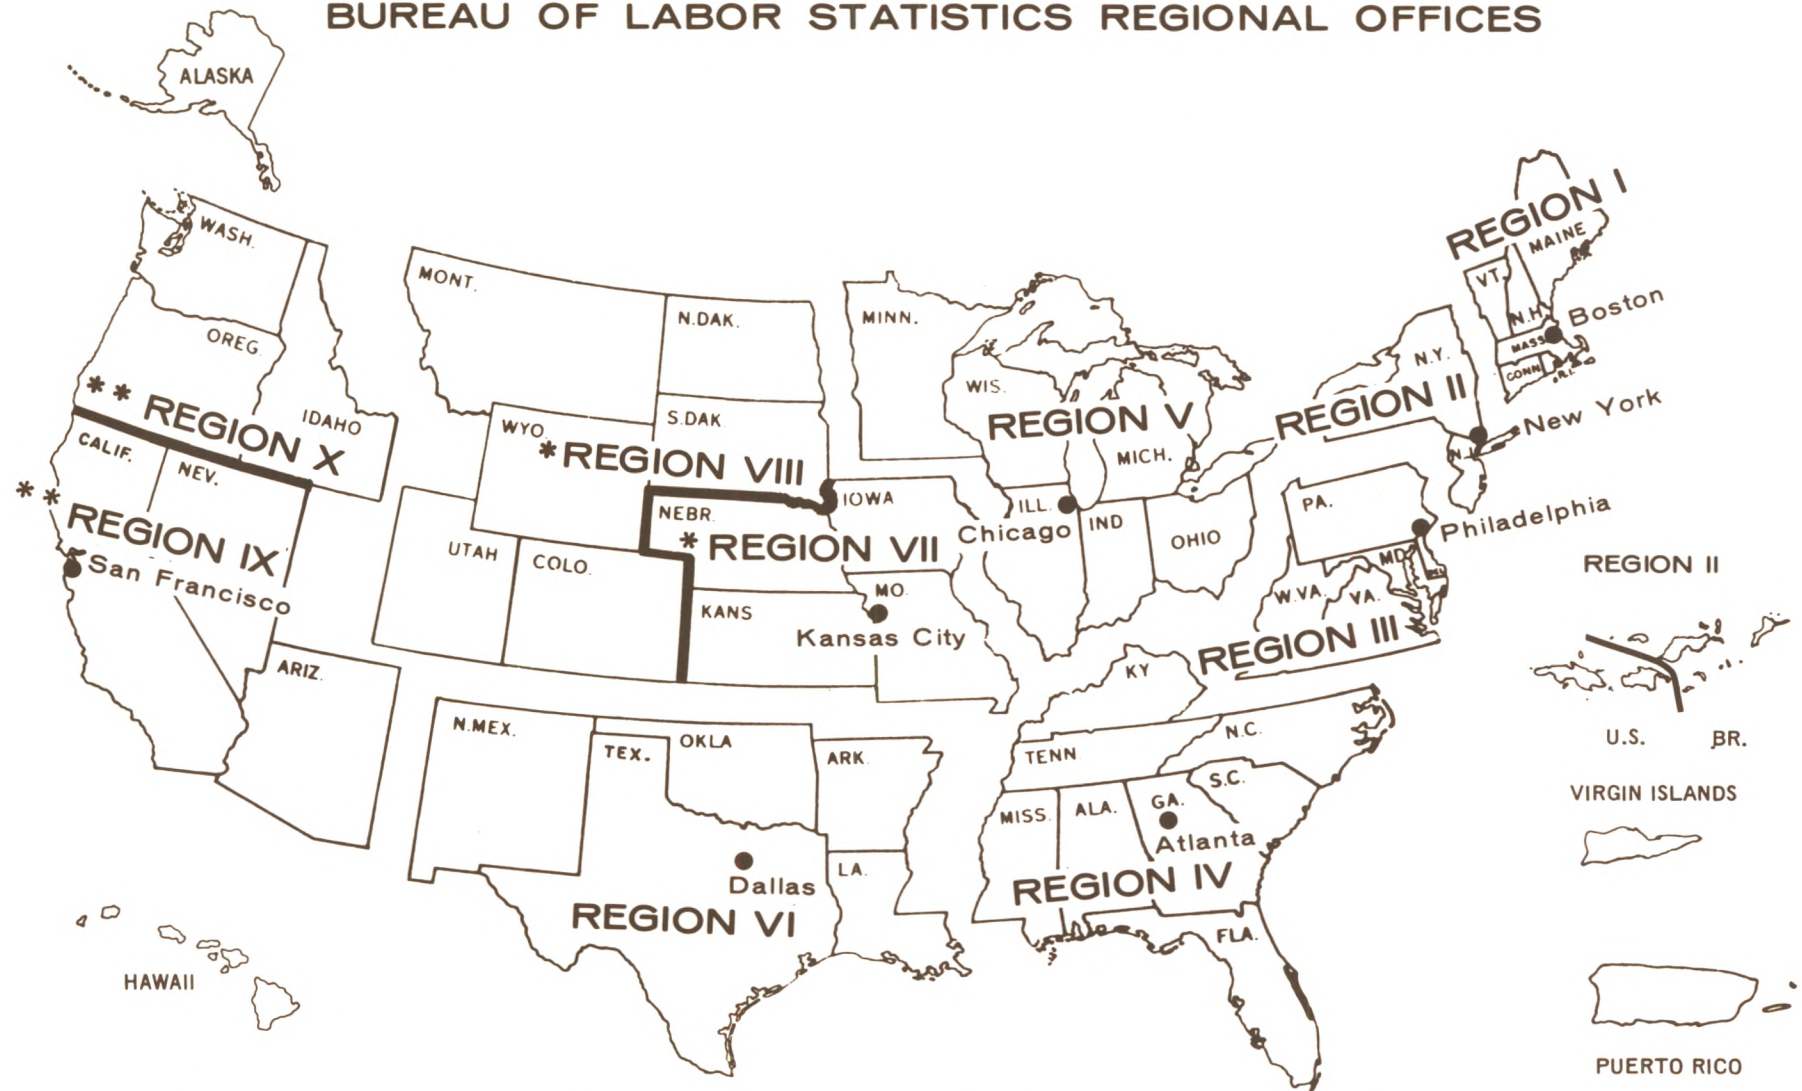 BUREAU OF LABOR STATISTICS REGIONAL OFFICES
ALASKA
REGION I
MAINE
VT.
N.H.
Boston
MASS
CONN
R.I.
WASH.
OREG.
IDAHO
** REGION X
MONT.
N.DAK.
S.DAK
WYO.
*REGION VIII
MINN.
WIS.
REGION V
MICH.
N.Y.
REGION II
New York
N.J.
CALIF.
NEV.
**
REGION IX
San Francisco
UTAH
COLO.
NEBR.
IOWA
* REGION VII
ILL.
Chicago
IND
OHIO
PA.
Philadelphia
MD.
W.VA.
VA.
REGION III
REGION II
KANS
MO.
Kansas City
KY
ARIZ.
N.MEX.
TEX.
OKLA
ARK.
TENN
N.C.
S.C.
MISS.
ALA.
GA.
Atlanta
LA.
Dallas
REGION VI
REGION IV
FLA.
U.S.
BR.
VIRGIN ISLANDS
HAWAII
PUERTO RICO